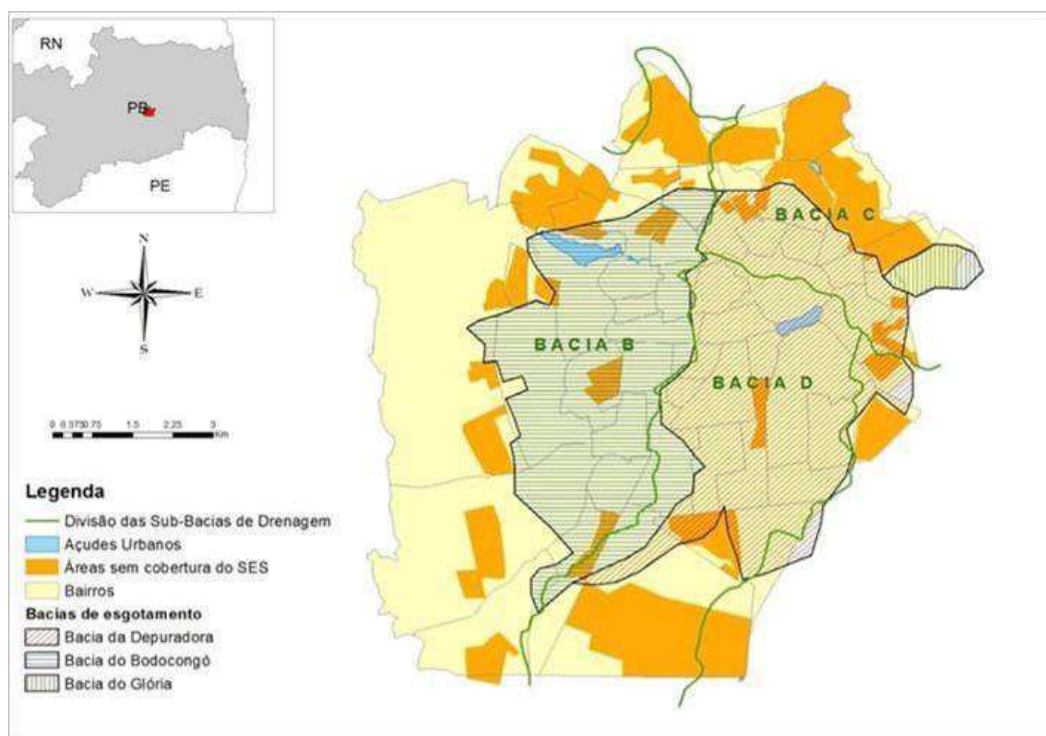 RN
PB
PE
N
W
E
S
0 0,375 0,75 1.5 2.25 3
Km
BACIA C
BACIA B
BACIA D
Legenda
Divisão das Sub-Bacias de Drenagem
Açudes Urbanos
Áreas sem cobertura do SES
Bairros
Bacias de esgotamento
Bacia da Depuradora
Bacia do Bodocongó
Bacia do Glória